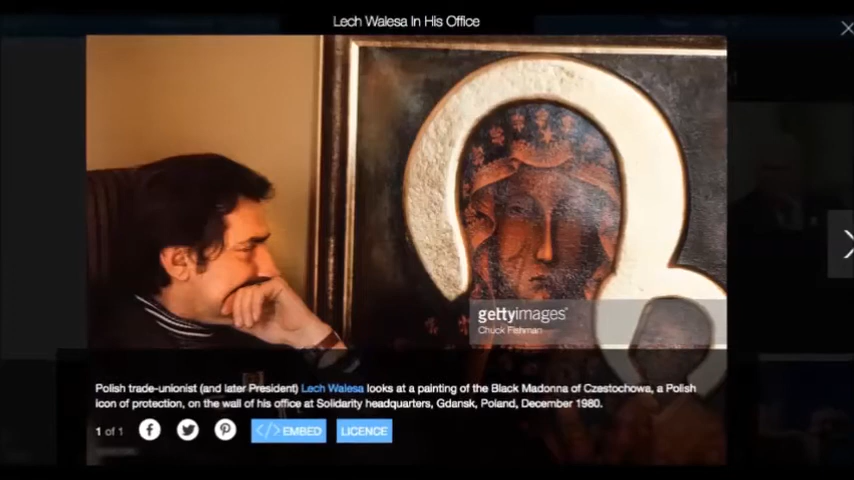 Lech Walesa In His Office
gettyimages®
Chuck Fishman
Polish trade-unionist (and later President) Lech Walesa looks at a painting of the Black Madonna of Czestochowa, a Polish
icon of protection, on the wall of his office at Solidarity headquarters, Gdansk, Poland, December 1980.
1 of 1
</> EMBED
LICENCE